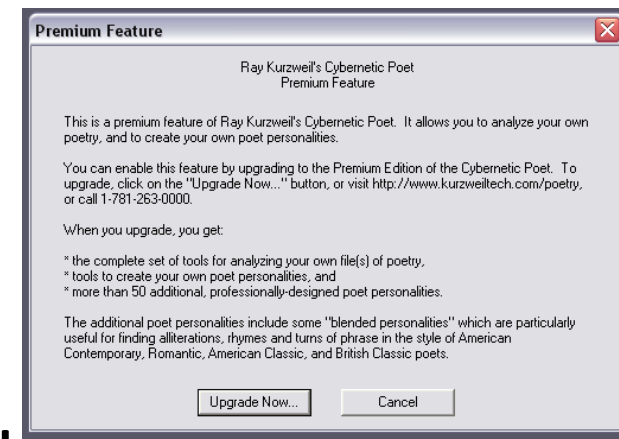 Premium Feature
Ray Kurzweil's Cybernetic Poet
Premium Feature
This is a premium feature of Ray Kurzweil's Cybernetic Poet.  It allows you to analyze your own
poetry, and to create your own poet personalities.
You can enable this feature by upgrading to the Premium Edition of the Cybernetic Poet.  To
upgrade, click on the "Upgrade Now..." button, or visit http://www.kurzweiltech.com/poetry,
or call 1-781-263-0000.
When you upgrade, you get:
* the complete set of tools for analyzing your own file(s) of poetry,
* tools to create your own poet personalities, and
* more than 50 additional, professionally-designed poet personalities.
The additional poet personalities include some "blended personalities" which are particularly
useful for finding alliterations, rhymes and turns of phrase in the style of American
Contemporary, Romantic, American Classic, and British Classic poets.
Upgrade Now... Cancel